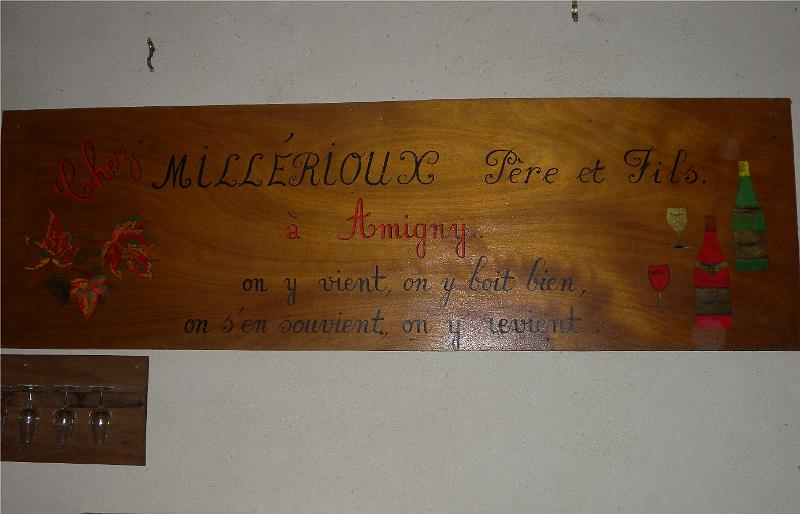 Chez MILLÉRIOUX Père et Fils.
à Amigny..
on y vient, on y boit bien,
on s'en souvient., on y revient.